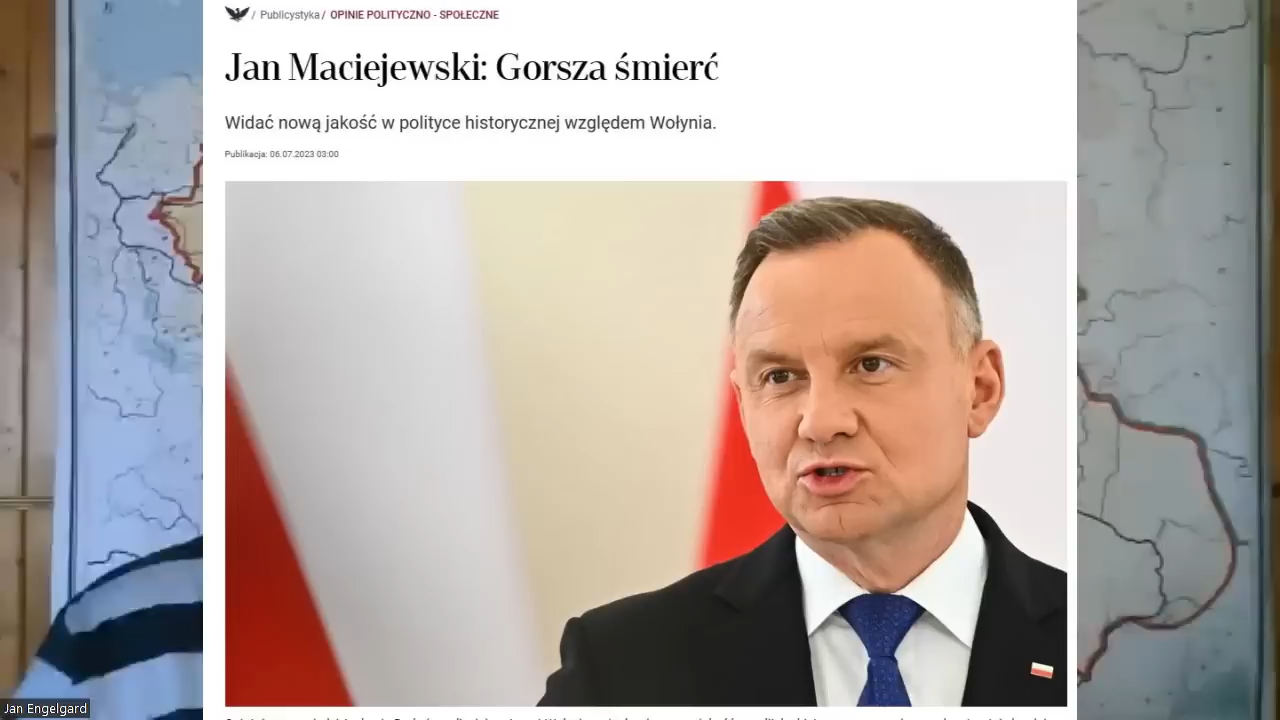 / Publicystyka / OPINIE POLITYCZNO - SPOŁECZNE
Jan Maciejewski: Gorsza śmierć
Widać nową jakość w polityce historycznej względem Wołynia.
Publikacja: 06.07.2023 03:00
Jan Engelgard